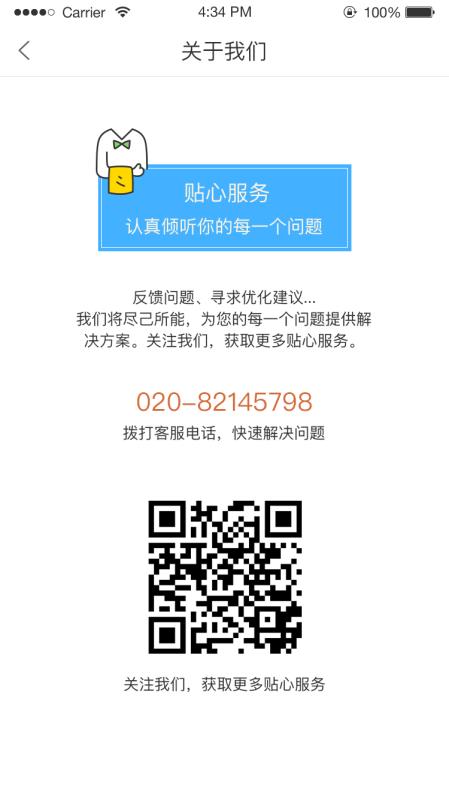 Carrier 4:34 PM 100%
关于我们
贴心服务
认真倾听你的每一个问题
反馈问题、寻求优化建议...
我们将尽己所能，为您的每一个问题提供解
决方案。关注我们，获取更多贴心服务。
020-82145798
拨打客服电话，快速解决问题
关注我们，获取更多贴心服务